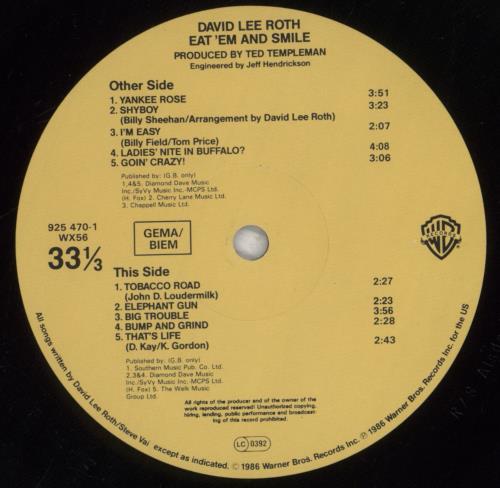 DAVID LEE ROTH
EAT 'EM AND SMILE
PRODUCED BY TED TEMPLEMAN
Engineered by Jeff Hendrickson
Other Side
1. YANKEE ROSE 3:51
2. SHYBOY 3:23
(Billy Sheehan/Arrangement by David Lee Roth)
3. I'M EASY 2:07
(Billy Field/Tom Price)
4. LADIES' NITE IN BUFFALO? 4:08
5. GOIN' CRAZY! 3:06
Published by: (G.B. only)
1,4&5. Diamond Dave Music
Inc./SyVy Music Inc.-MCPS Ltd.
(H. Fox) 2. Cherry Lane Music Ltd.
3. Chappell Music Ltd.
925 470-1
WX56
33⅓
GEMA/
BIEM
WB
RECORDS
This Side
1. TOBACCO ROAD 2:27
(John D. Loudermilk)
2. ELEPHANT GUN 2:23
3. BIG TROUBLE 3:56
4. BUMP AND GRIND 2:28
5. THAT'S LIFE 2:43
(D. Kay/K. Gordon)
Published by: (G.B. only)
1. Southern Music Pub. Co. Ltd.
2,3&4. Diamond Dave Music
Inc./SyVy Music Inc.-MCPS Ltd.
(H. Fox) 5. The Welk Music
Group Ltd.
All rights of the producer and of the owner of the
work reproduced reserved! Unauthorized copying,
hiring, lending, public performance and broadcast-
ing of this record prohibited.
LC 0392
All songs written by David Lee Roth/Steve Vai except as indicated. © 1986 Warner Bros. Records Inc. ℗ 1986 Warner Bros. Records Inc. for the US